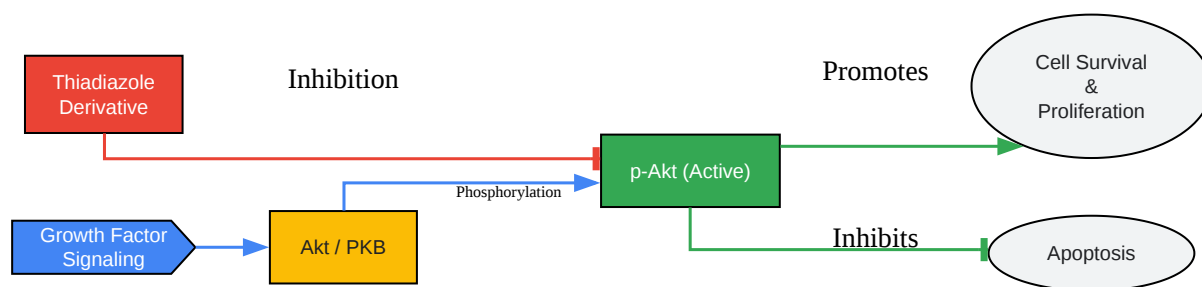 Thiadiazole
Derivative
Inhibition
Promotes
Cell Survival
&
Proliferation
p-Akt (Active)
Phosphorylation
Growth Factor
Signaling
Akt / PKB
Inhibits
Apoptosis